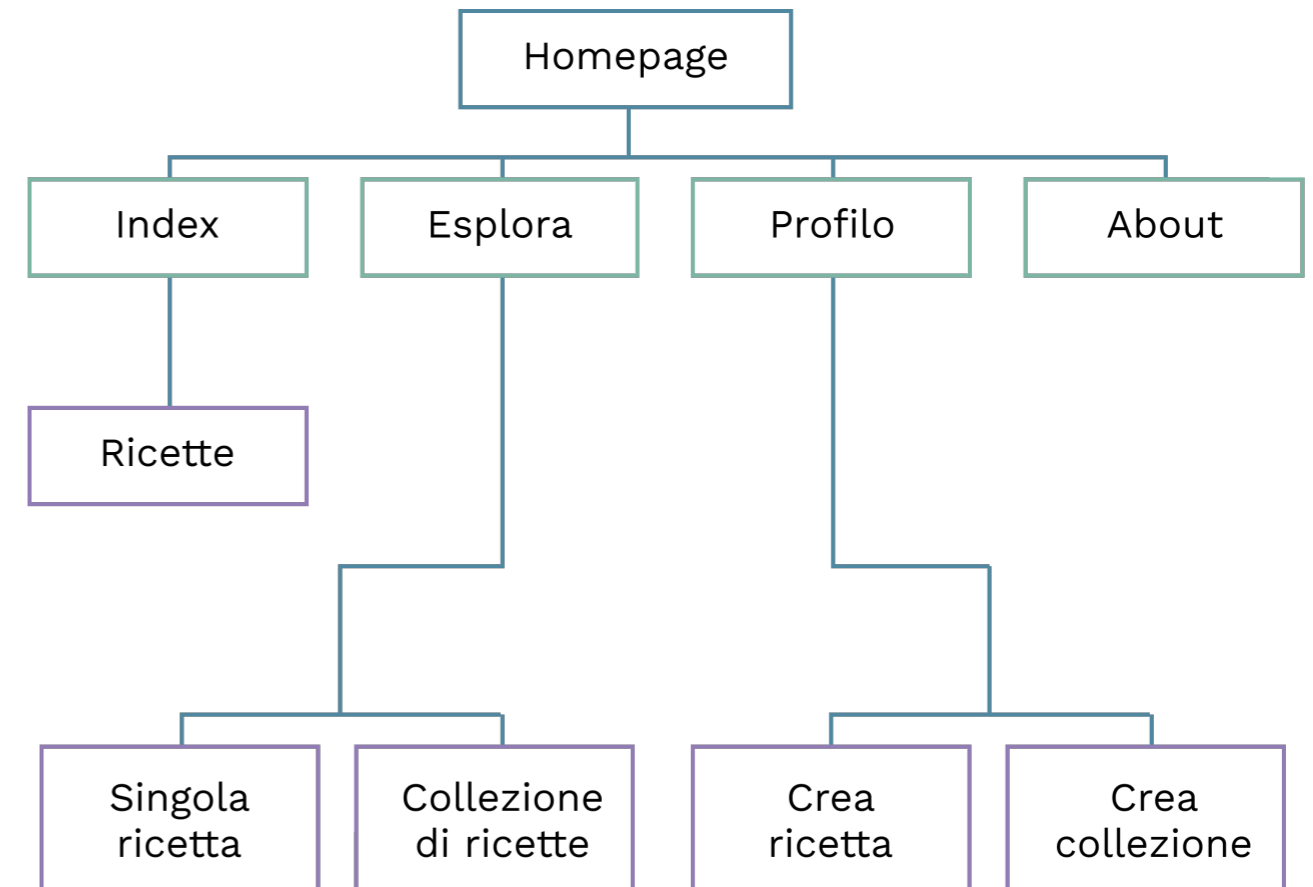 Homepage
Index
Esplora
Profilo
About
Ricette
Singola
ricetta
Collezione
di ricette
Crea
ricetta
Crea
collezione